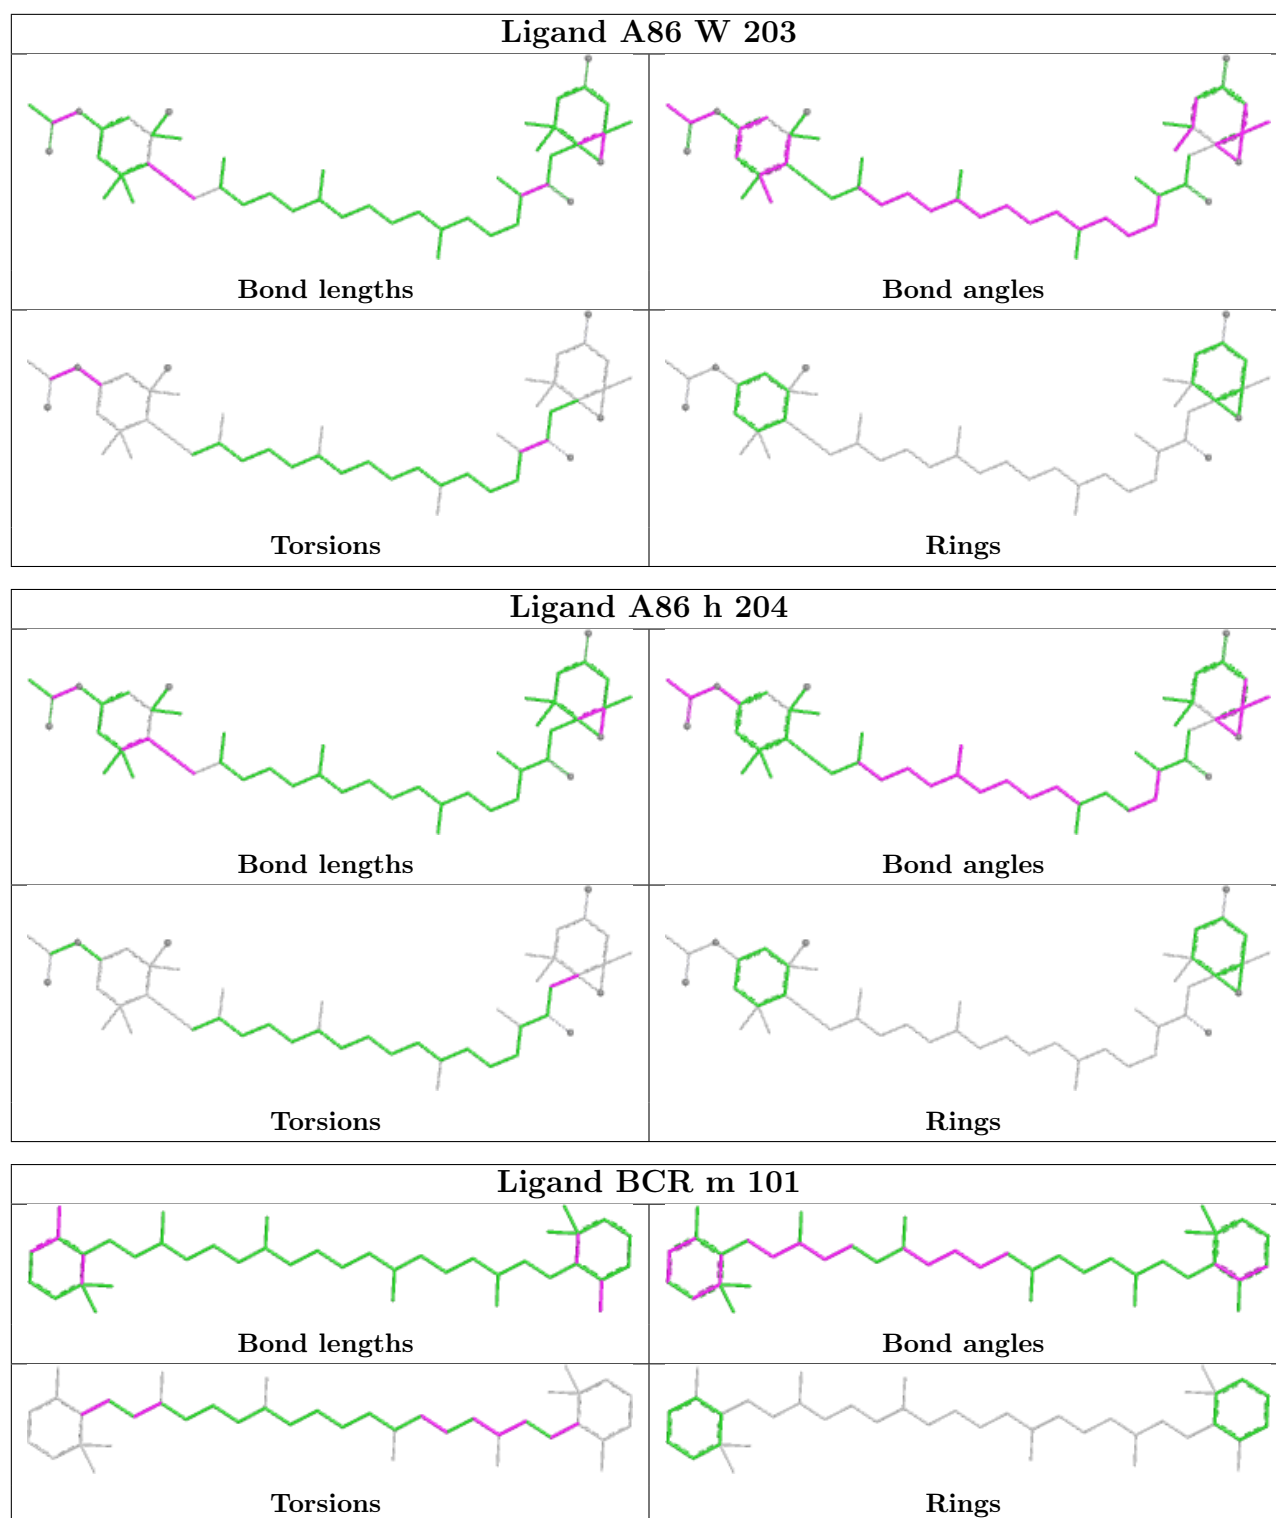 Ligand A86 W 203
Bond lengths
Bond angles
Torsions
Rings
Ligand A86 h 204
Bond lengths
Bond angles
Torsions
Rings
Ligand BCR m 101
Bond lengths
Bond angles
Torsions
Rings